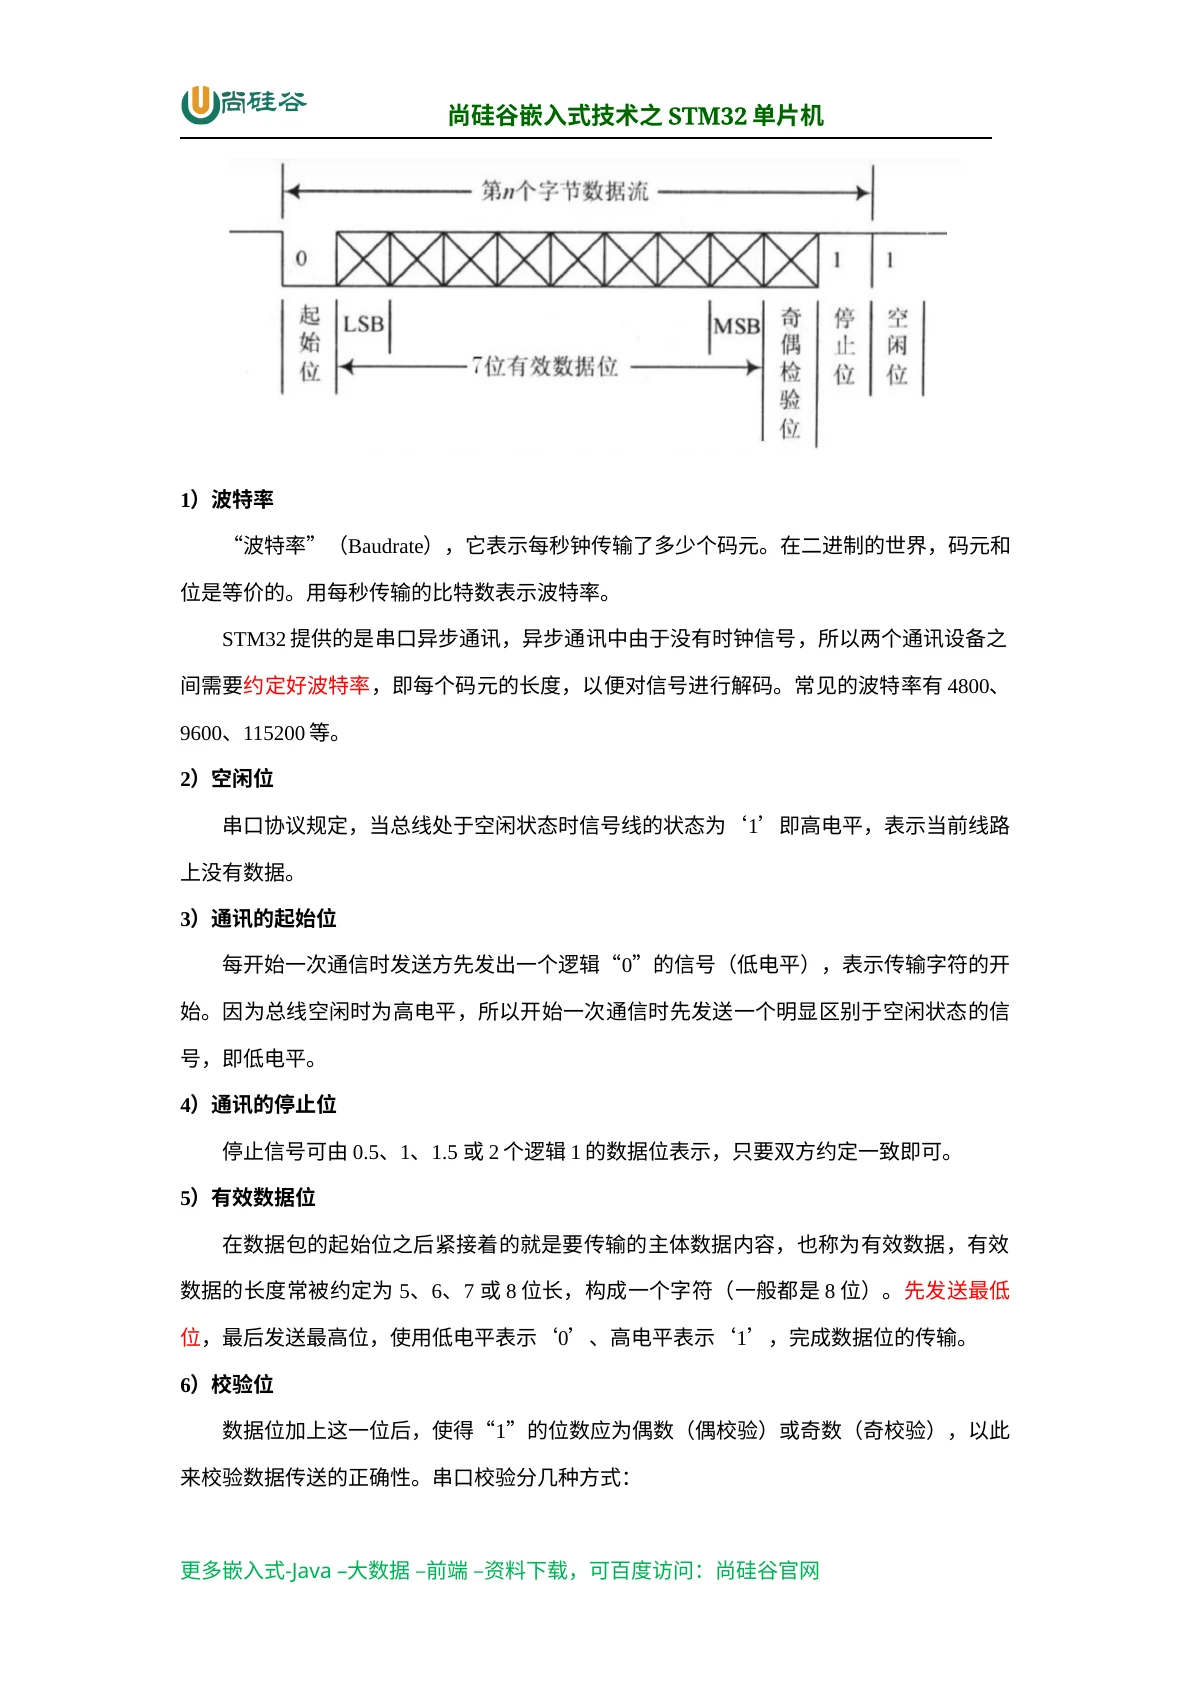 尚硅谷
尚硅谷嵌入式技术之 STM32 单片机
第n个字节数据流
0
1
1
起始位
LSB
MSB
奇偶检验位
停止位
空闲位
7位有效数据位
1）波特率
“波特率”（Baudrate），它表示每秒钟传输了多少个码元。在二进制的世界，码元和
位是等价的。用每秒传输的比特数表示波特率。
STM32 提供的是串口异步通讯，异步通讯中由于没有时钟信号，所以两个通讯设备之
间需要约定好波特率，即每个码元的长度，以便对信号进行解码。常见的波特率有 4800、
9600、115200 等。
2）空闲位
串口协议规定，当总线处于空闲状态时信号线的状态为‘1’即高电平，表示当前线路
上没有数据。
3）通讯的起始位
每开始一次通信时发送方先发出一个逻辑“0”的信号（低电平），表示传输字符的开
始。因为总线空闲时为高电平，所以开始一次通信时先发送一个明显区别于空闲状态的信
号，即低电平。
4）通讯的停止位
停止信号可由 0.5、1、1.5 或 2 个逻辑 1 的数据位表示，只要双方约定一致即可。
5）有效数据位
在数据包的起始位之后紧接着的就是要传输的主体数据内容，也称为有效数据，有效
数据的长度常被约定为 5、6、7 或 8 位长，构成一个字符（一般都是 8 位）。先发送最低
位，最后发送最高位，使用低电平表示‘0’、高电平表示‘1’，完成数据位的传输。
6）校验位
数据位加上这一位后，使得“1”的位数应为偶数（偶校验）或奇数（奇校验），以此
来校验数据传送的正确性。串口校验分几种方式：
更多嵌入式-Java –大数据 –前端 –资料下载，可百度访问：尚硅谷官网